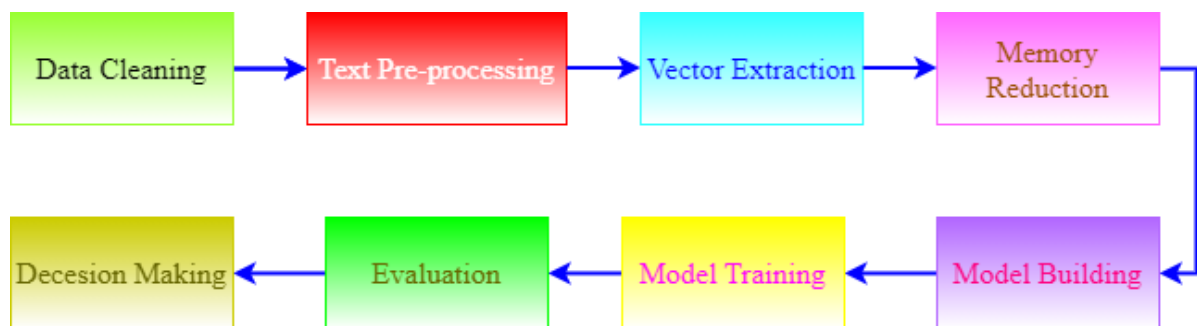 Data Cleaning
Text Pre-processing
Vector Extraction
Memory
Reduction
Model Building
Model Training
Evaluation
Decesion Making